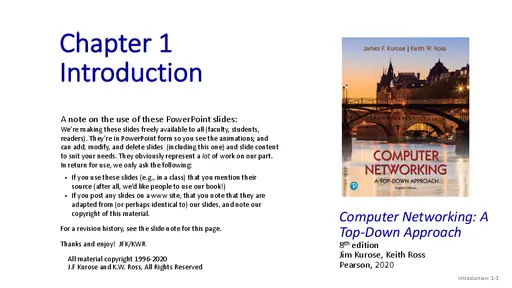 Chapter 1
Introduction
A note on the use of these PowerPoint slides:
We're making these slides freely available to all (faculty, students,
readers). They're in PowerPoint form so you see the animations; and
can add, modify, and delete slides (including this one) and slide content
to suit your needs. They obviously represent a lot of work on our part.
In return for use, we only ask the following:
• If you use these slides (e.g., in a class) that you mention their
source (after all, we'd like people to use our book!)
• If you post any slides on a www site, that you note that they are
adapted from (or perhaps identical to) our slides, and note our
copyright of this material.
For a revision history, see the slide note for this page.
Thanks and enjoy! JFK/KWR
All material copyright 1996-2020
J.F Kurose and K.W. Ross, All Rights Reserved
James F. Kurose | Keith W. Ross
COMPUTER
NETWORKING
A TOP-DOWN APPROACH
Eighth Edition
Pearson
Computer Networking: A
Top-Down Approach
8th edition
Jim Kurose, Keith Ross
Pearson, 2020
Introduction: 1-1